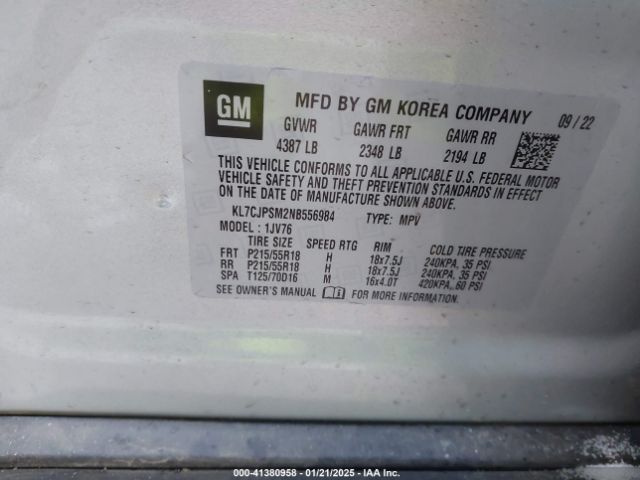 GM
MFD BY GM KOREA COMPANY 09/22
GVWR GAWR FRT GAWR RR
4387 LB 2348 LB 2194 LB
THIS VEHICLE CONFORMS TO ALL APPLICABLE U.S. FEDERAL MOTOR
VEHICLE SAFETY AND THEFT PREVENTION STANDARDS IN EFFECT
ON THE DATE OF MANUFACTURE SHOWN ABOVE.
KL7CJPSM2NB556984 TYPE: MPV
MODEL: 1JV76
TIRE SIZE SPEED RTG RIM COLD TIRE PRESSURE
FRT P215/55R18 H 18x7.5J 240KPA, 35 PSI
RR P215/55R18 H 18x7.5J 240KPA, 35 PSI
SPA T125/70D16 M 16x4.0T 420KPA, 60 PSI
SEE OWNER'S MANUAL FOR MORE INFORMATION.
000-41380958 - 01/21/2025 - IAA Inc.